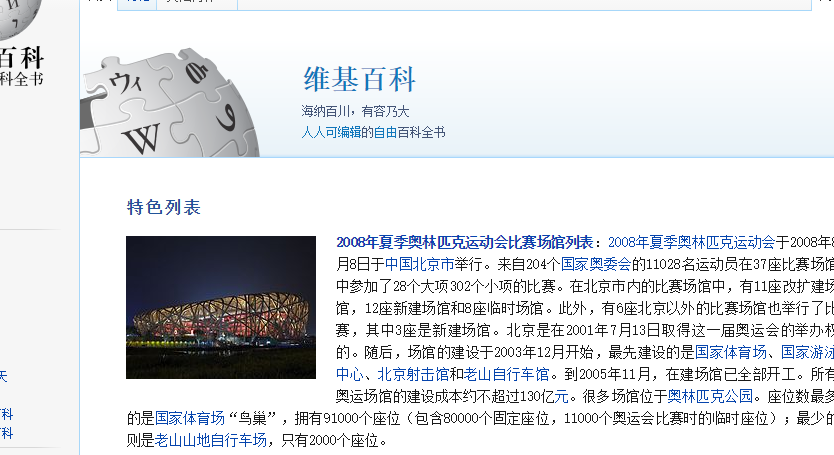 百科
科全书
维基百科
海纳百川，有容乃大
人人可编辑的自由百科全书
特色列表
2008年夏季奥林匹克运动会比赛场馆列表：2008年夏季奥林匹克运动会于2008年8
月8日于中国北京市举行。来自204个国家奥委会的11028名运动员在37座比赛场馆
中参加了28个大项302个小项的比赛。在北京市内的比赛场馆中，有11座改扩建场
馆，12座新建场馆和8座临时场馆。此外，有6座北京以外的比赛场馆也举行了比
赛，其中3座是新建场馆。北京是在2001年7月13日取得这一届奥运会的举办权
的。随后，场馆的建设于2003年12月开始，最先建设的是国家体育场、国家游泳
中心、北京射击馆和老山自行车馆。到2005年11月，在建场馆已全部开工。所有
奥运场馆的建设成本约不超过130亿元。很多场馆位于奥林匹克公园。座位数最多
的是国家体育场“鸟巢”，拥有91000个座位（包含80000个固定座位，11000个奥运会比赛时的临时座位）；最少的
则是老山山地自行车场，只有2000个座位。
天
科
科